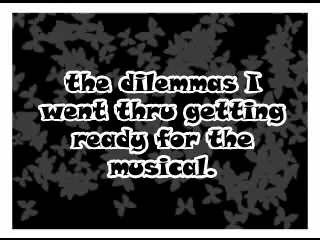 the dilemmas I
went thru getting
ready for the
musical.